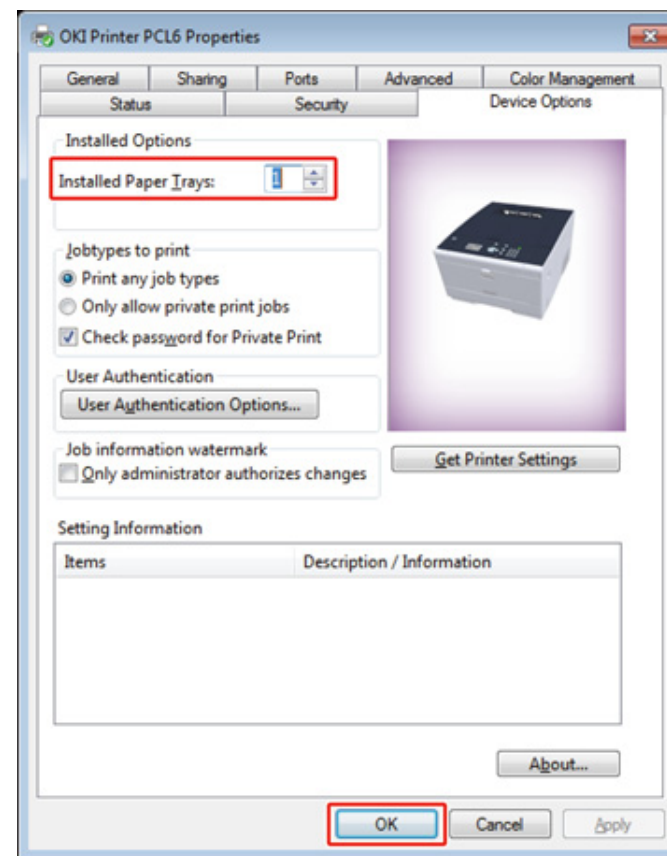 OKI Printer PCL6 Properties
General Sharing Ports Advanced Color Management
Status Security Device Options
Installed Options
Installed Paper Trays: 1
Jobtypes to print
Print any job types
Only allow private print jobs
Check password for Private Print
User Authentication
User Authentication Options...
Job information watermark
Only administrator authorizes changes
Get Printer Settings
Setting Information
Items Description / Information
About...
OK Cancel Apply